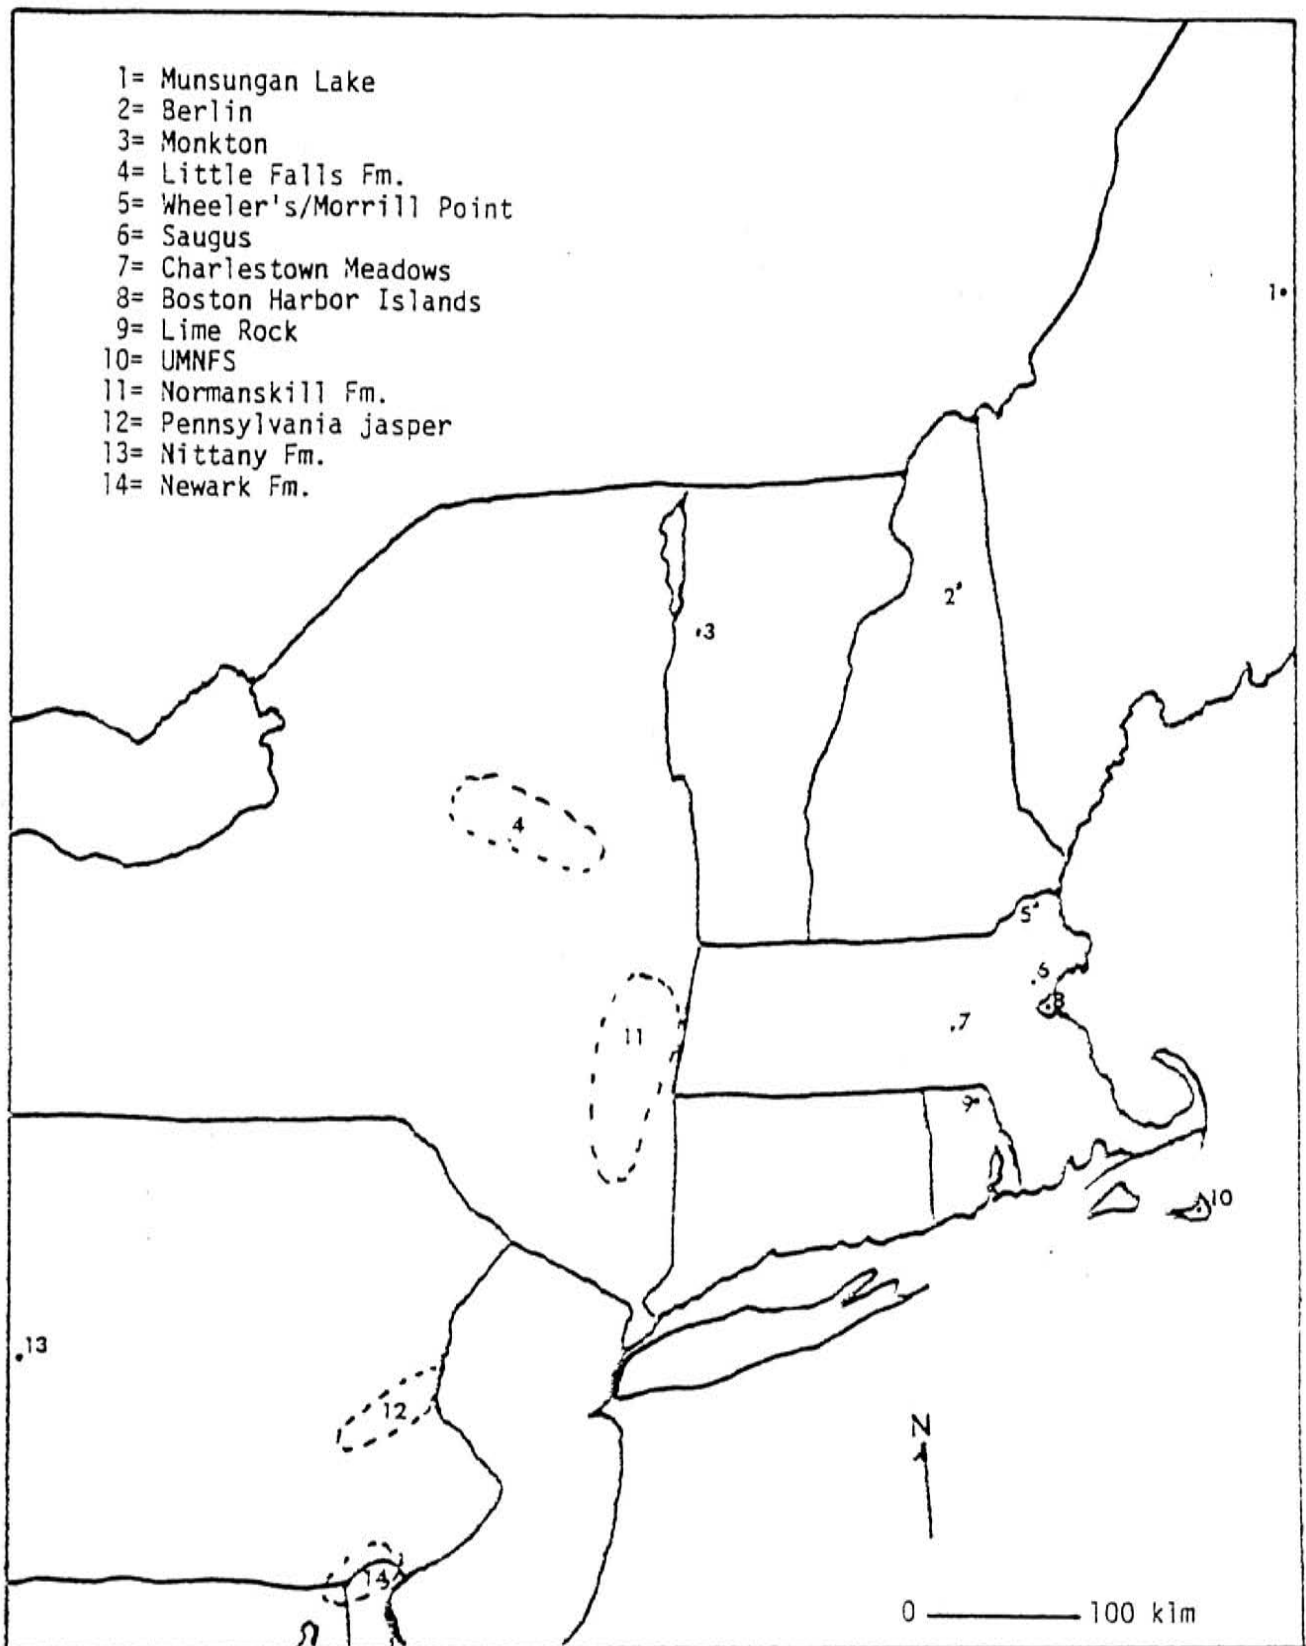 1= Munsungan Lake
2= Berlin
3= Monkton
4= Little Falls Fm.
5= Wheeler's/Morrill Point
6= Saugus
7= Charlestown Meadows
8= Boston Harbor Islands
9= Lime Rock
10= UMNFS
11= Normanskill Fm.
12= Pennsylvania jasper
13= Nittany Fm.
14= Newark Fm.
1
2
3
4
5
6
8
7
11
9
10
13
12
N
14
0 100 klm